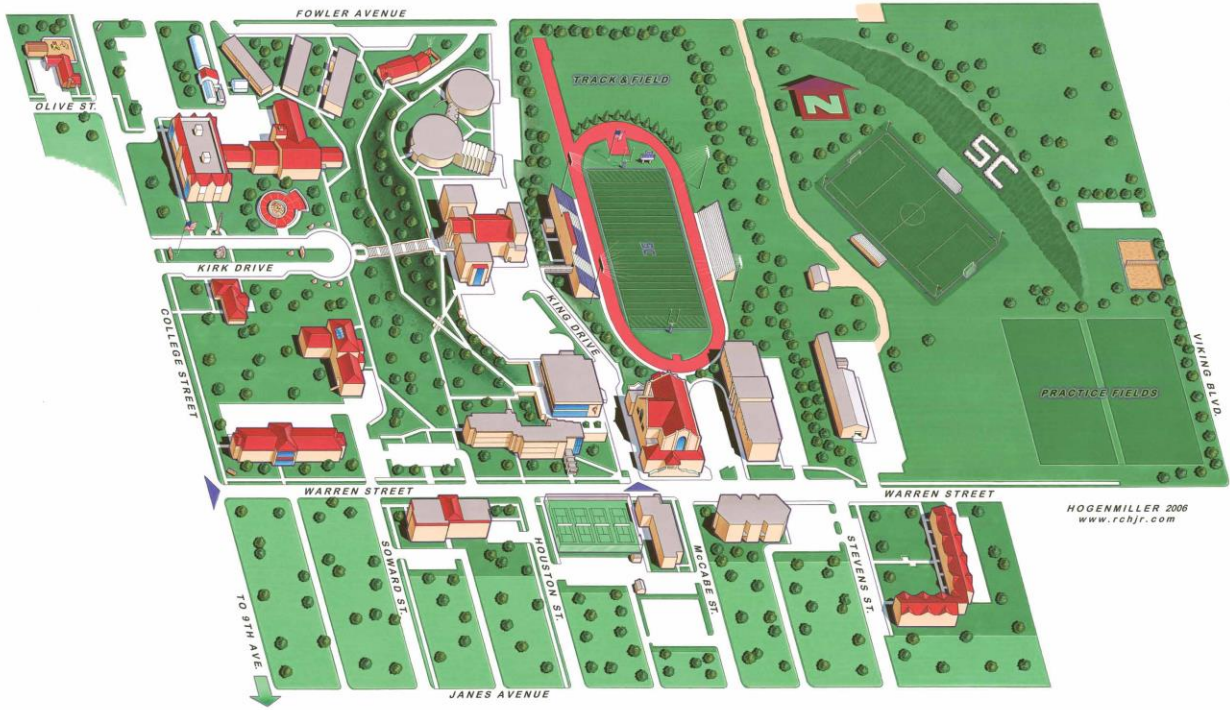 FOWLER AVENUE
TRACK & FIELD
OLIVE ST.
N
SC
KIRK DRIVE
COLLEGE STREET
KING DRIVE
VIKING BLVD.
PRACTICE FIELDS
WARREN STREET
WARREN STREET
HOGENMILLER 2006
www.rchjr.com
SOWARD ST.
HOUSTON ST.
McCABE ST.
STEVENS ST.
TO 9TH AVE.
JANES AVENUE